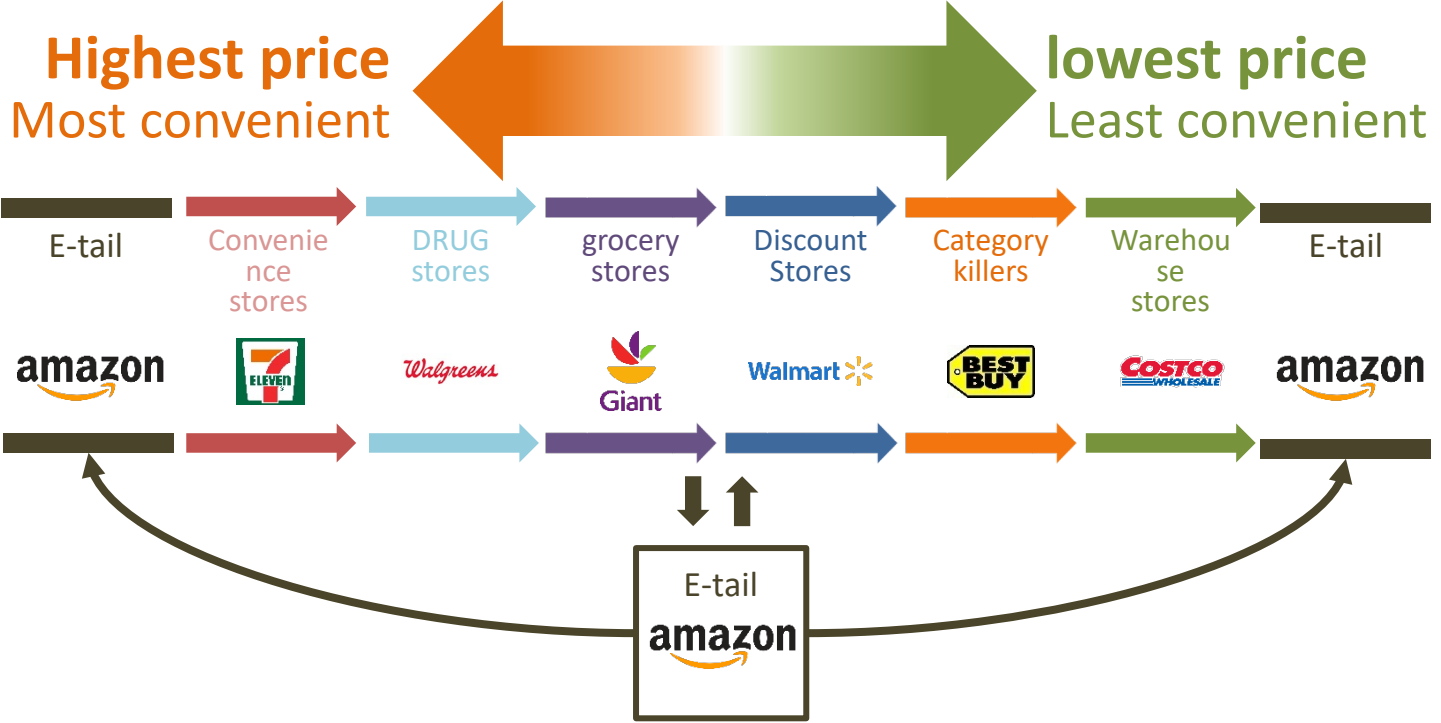 Highest price
Most convenient
lowest price
Least convenient
E-tail
Convenie
nce
stores
DRUG
stores
grocery
stores
Discount
Stores
Category
killers
Warehou
se
stores
E-tail
amazon
7
ELEVEN
Walgreens
Giant
Walmart
BEST
BUY
COSTCO
WHOLESALE
amazon
E-tail
amazon